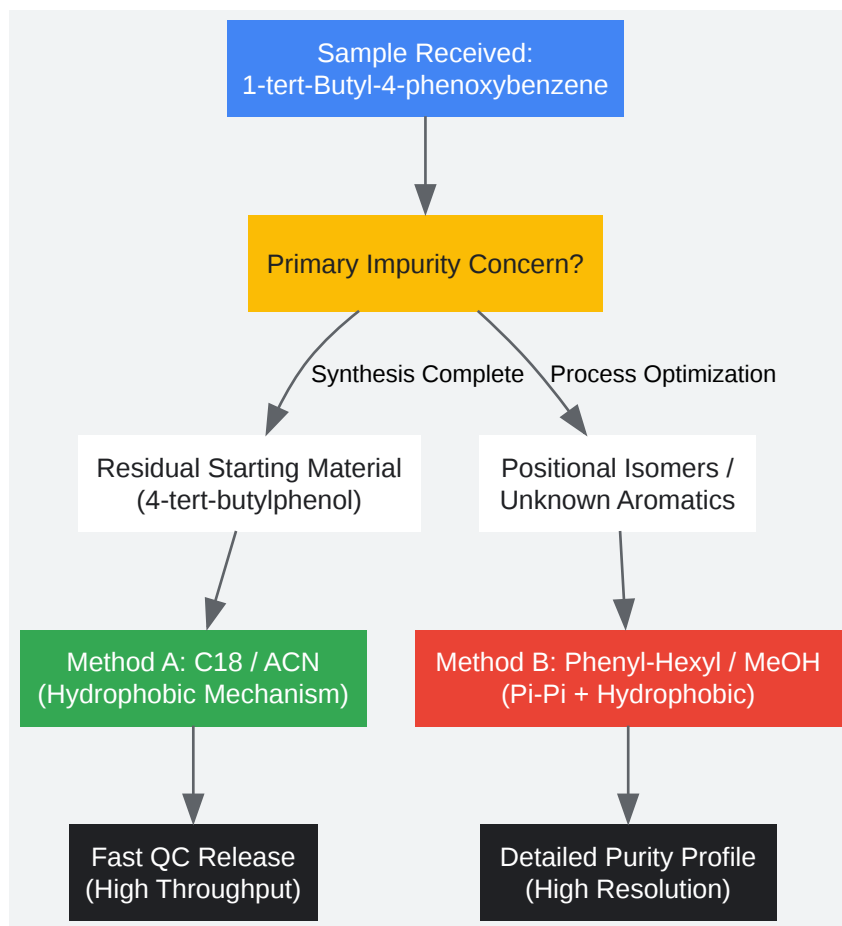 Sample Received:
1-tert-Butyl-4-phenoxybenzene
Primary Impurity Concern?
Synthesis Complete
Process Optimization
Residual Starting Material
(4-tert-butylphenol)
Positional Isomers /
Unknown Aromatics
Method A: C18 / ACN
(Hydrophobic Mechanism)
Method B: Phenyl-Hexyl / MeOH
(Pi-Pi + Hydrophobic)
Fast QC Release
(High Throughput)
Detailed Purity Profile
(High Resolution)